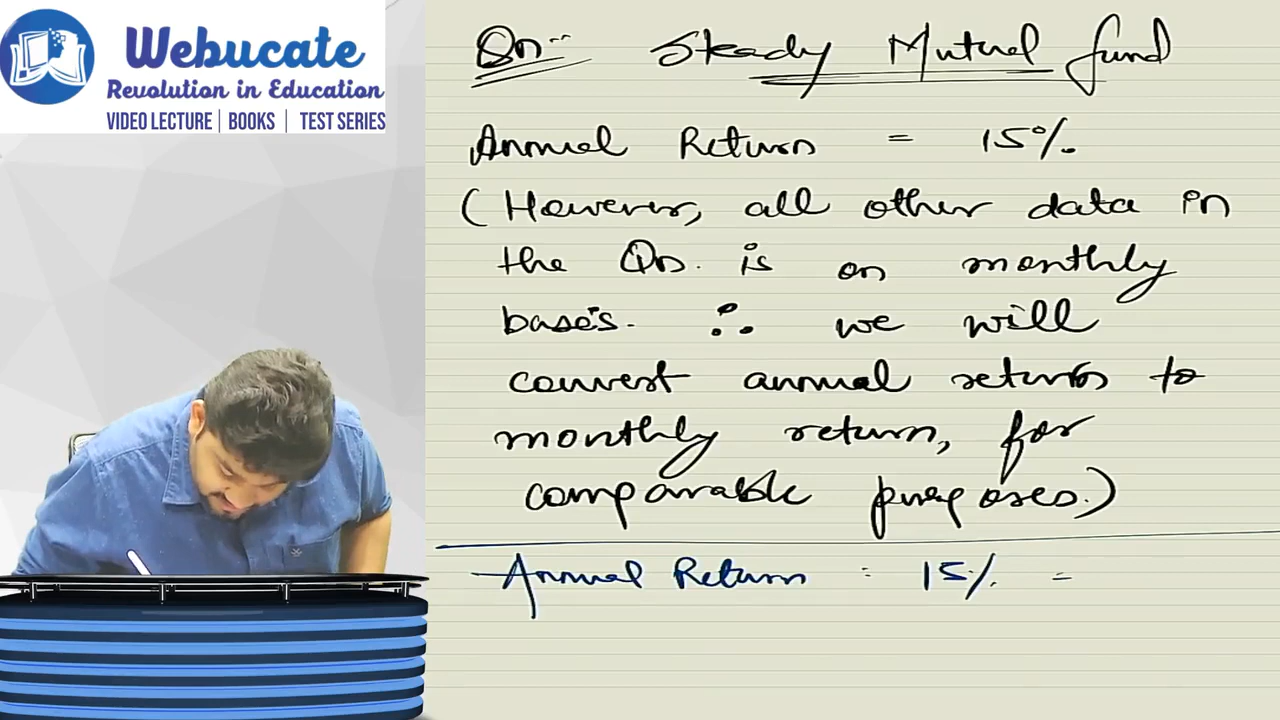 Webucate
Revolution in Education
VIDEO LECTURE | BOOKS | TEST SERIES
Qn:- Steady Mutual fund
Annual Return = 15%.
(However, all other data in
the Qn. is on monthly
basis. ∴ we will
convert annual return to
monthly return, for
comparable purposes.)
Annual Return : 15%. =